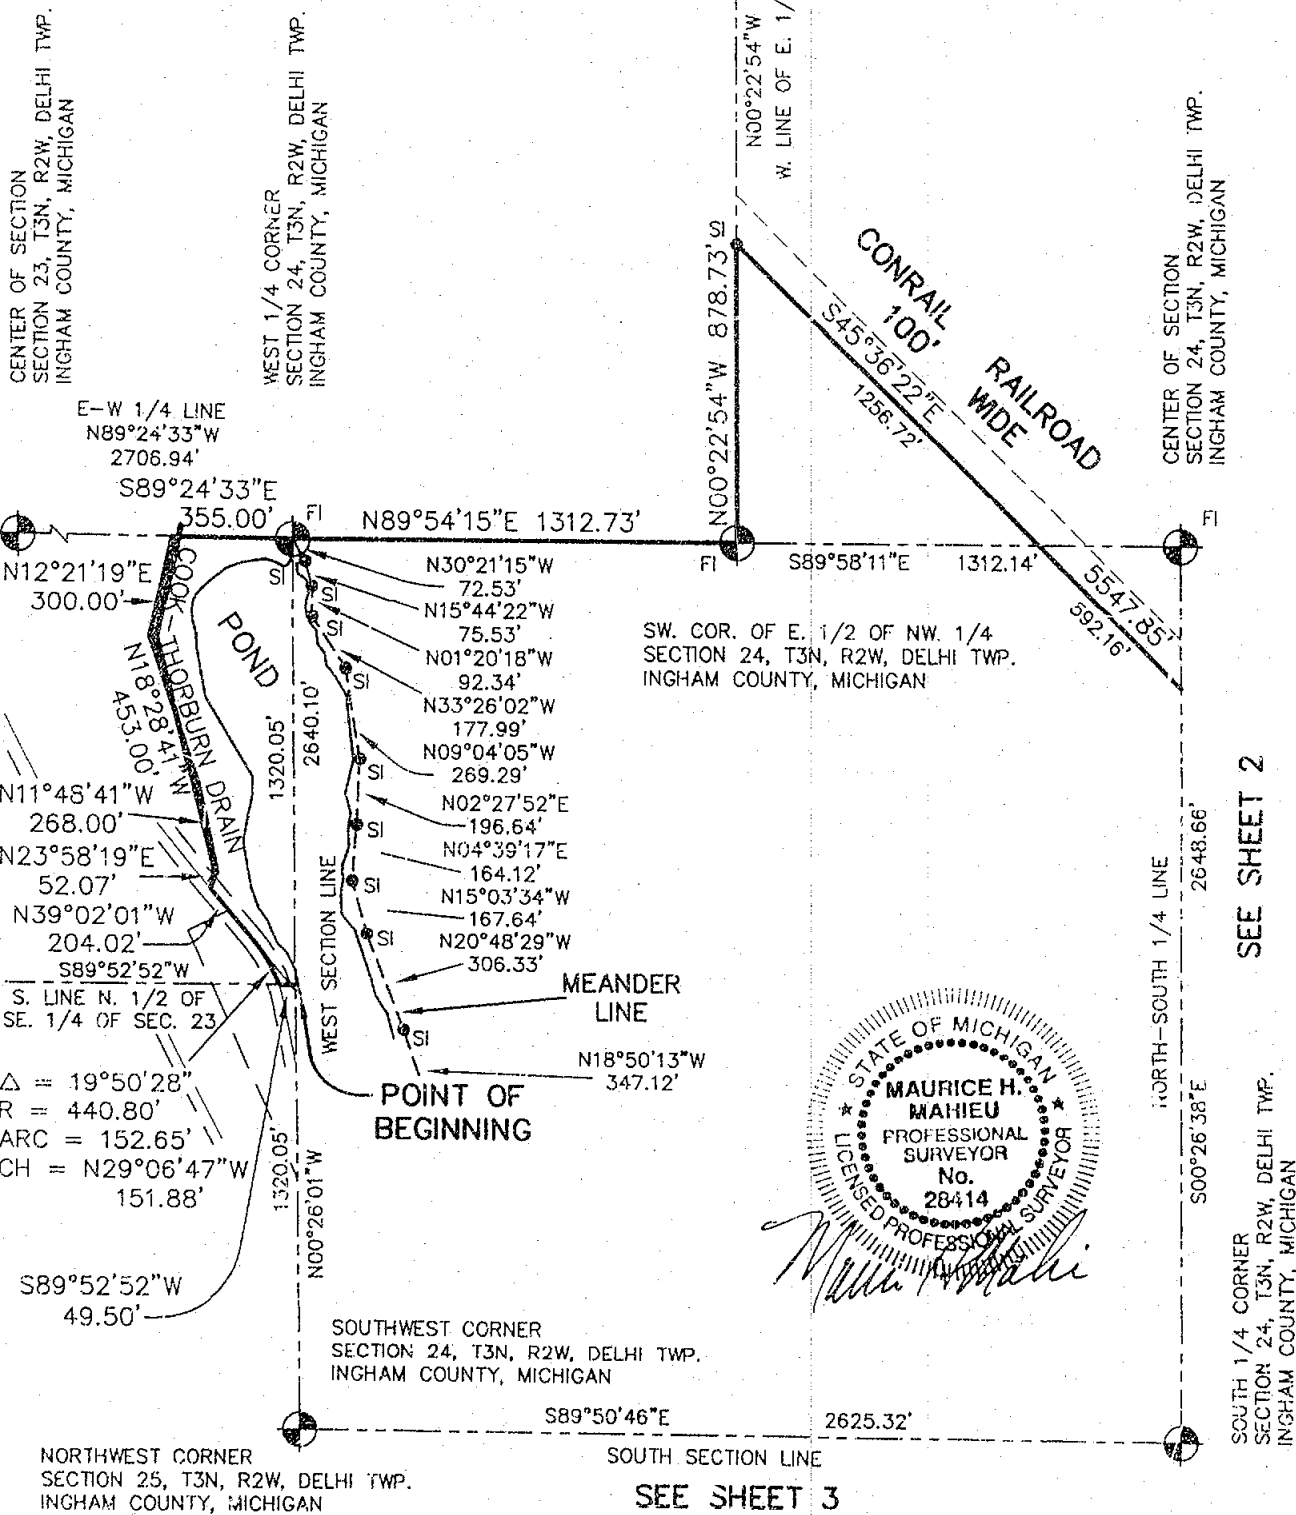 CENTER OF SECTION
SECTION 23, T3N, R2W, DELHI TWP.
INGHAM COUNTY, MICHIGAN
WEST 1/4 CORNER
SECTION 24, T3N, R2W, DELHI TWP.
INGHAM COUNTY, MICHIGAN
N00°22'54"W
W. LINE OF E. 1/
CENTER OF SECTION
SECTION 24, T3N, R2W, DELHI TWP.
INGHAM COUNTY, MICHIGAN
SI
CONRAIL
100'
RAILROAD
WIDE
S45°36'22"E
1256.72'
5547.85'
592.16'
N00°22'54"W 878.73'
E-W 1/4 LINE
N89°24'33"W
2706.94'
S89°24'33"E
355.00'
FI
N89°54'15"E 1312.73'
FI
S89°58'11"E 1312.14'
FI
N12°21'19"E
300.00'
COOK-THORBURN DRAIN
N18°28'41"W
453.00'
POND
SI
SI
SI
SI
SI
SI
SI
SI
SI
N30°21'15"W
72.53'
N15°44'22"W
75.53'
N01°20'18"W
92.34'
N33°26'02"W
177.99'
N09°04'05"W
269.29'
N02°27'52"E
196.64'
N04°39'17"E
164.12'
N15°03'34"W
167.64'
N20°48'29"W
306.33'
MEANDER
LINE
N18°50'13"W
347.12'
SW. COR. OF E. 1/2 OF NW. 1/4
SECTION 24, T3N, R2W, DELHI TWP.
INGHAM COUNTY, MICHIGAN
1320.05'
2640.10'
WEST SECTION LINE
N11°48'41"W
268.00'
N23°58'19"E
52.07'
N39°02'01"W
204.02'
S89°52'52"W
S. LINE N. 1/2 OF
SE. 1/4 OF SEC. 23
△ = 19°50'28"
R = 440.80'
ARC = 152.65'
CH = N29°06'47"W
151.88'
S89°52'52"W
49.50'
POINT OF
BEGINNING
1320.05'
N00°26'01"W
STATE OF MICHIGAN
MAURICE H.
MAHIEU
PROFESSIONAL
SURVEYOR
No.
28414
LICENSED PROFESSIONAL SURVEYOR
NORTH-SOUTH 1/4 LINE
2648.66'
S00°26'38"E
SEE SHEET 2
SOUTH 1/4 CORNER
SECTION 24, T3N, R2W, DELHI TWP.
INGHAM COUNTY, MICHIGAN
SOUTHWEST CORNER
SECTION 24, T3N, R2W, DELHI TWP.
INGHAM COUNTY, MICHIGAN
S89°50'46"E 2625.32'
SOUTH SECTION LINE
NORTHWEST CORNER
SECTION 25, T3N, R2W, DELHI TWP.
INGHAM COUNTY, MICHIGAN
SEE SHEET 3